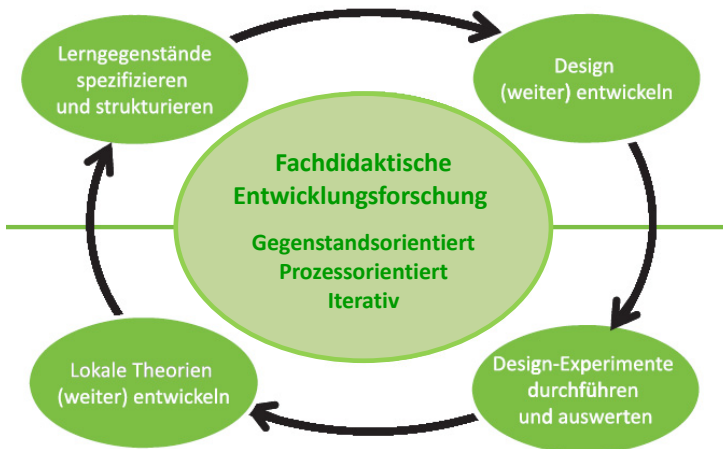 Lerngegenstände
spezifizieren
und strukturieren
Design
(weiter) entwickeln
Fachdidaktische
Entwicklungsforschung
Gegenstandsorientiert
Prozessorientiert
Iterativ
Lokale Theorien
(weiter) entwickeln
Design-Experimente
durchführen
und auswerten